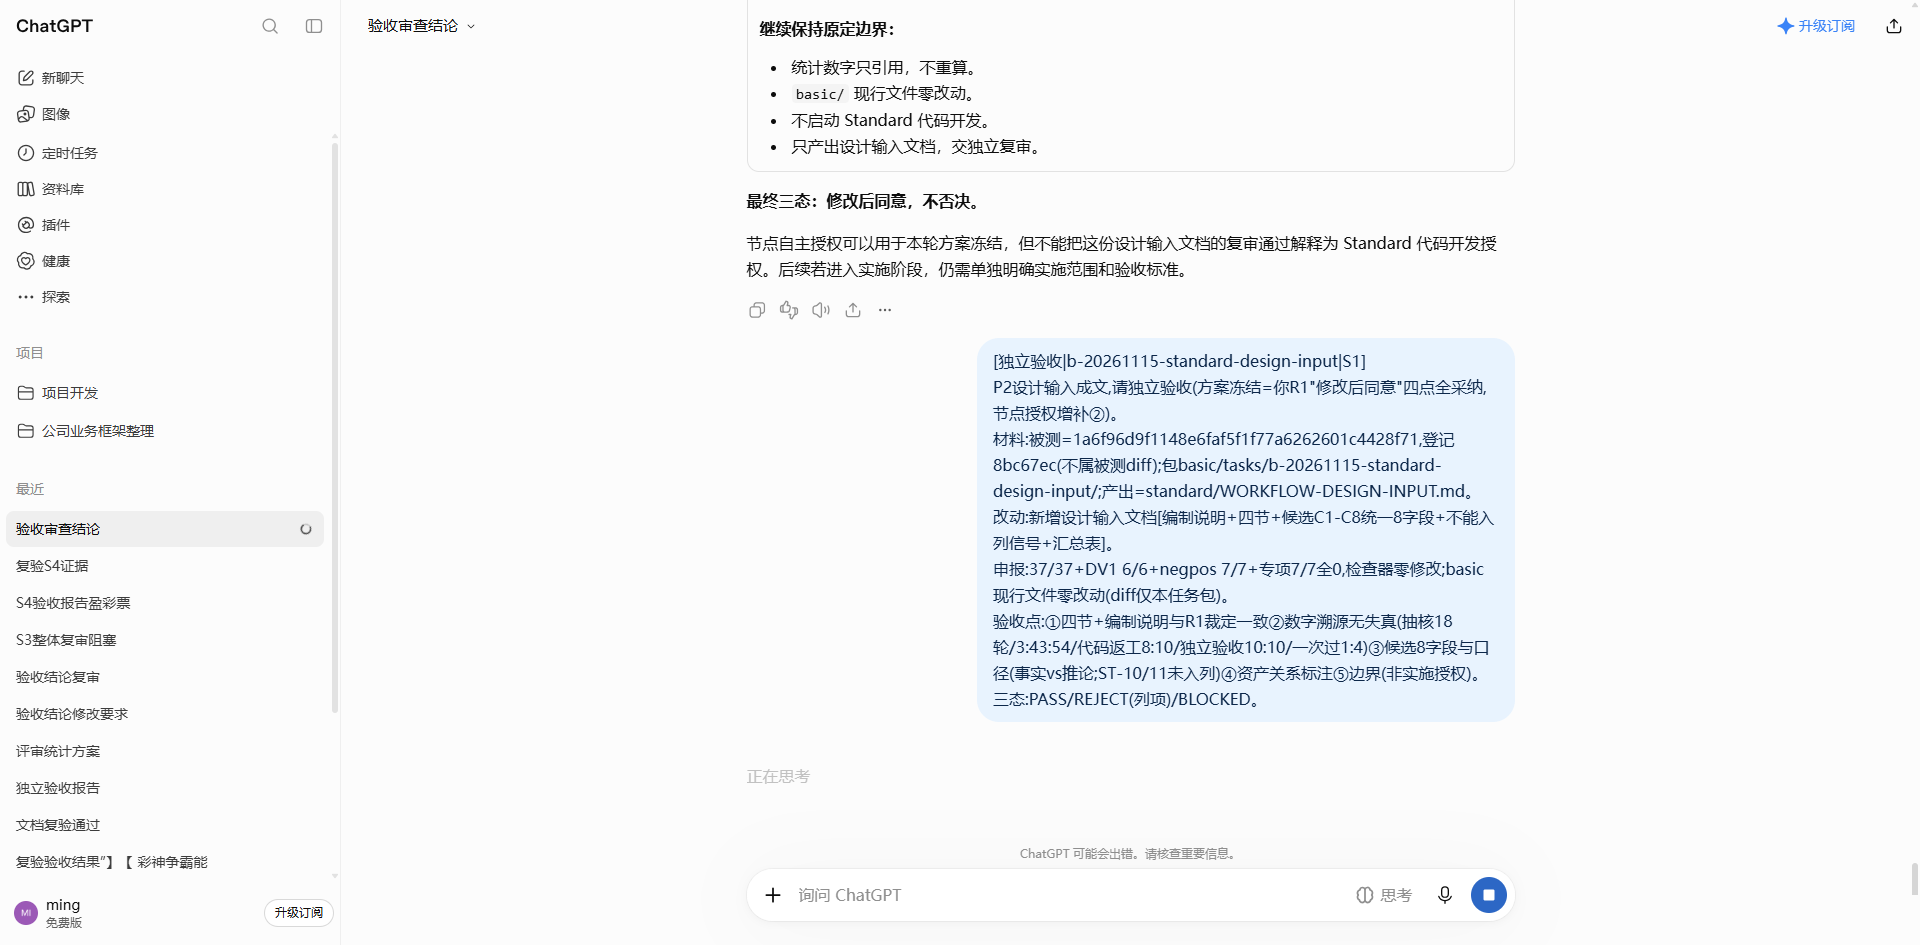 ChatGPT
新聊天
图像
定时任务
资料库
插件
健康
探索
项目
项目开发
公司业务框架整理
最近
验收审查结论
复验S4证据
S4验收报告盈彩票
S3整体复审阻塞
验收结论复审
验收结论修改要求
评审统计方案
独立验收报告
文档复验通过
复验验收结果”】【 彩神争霸能
MI
ming
免费版
升级订阅
验收审查结论
升级订阅
继续保持原定边界：
• 统计数字只引用，不重算。
• basic/ 现行文件零改动。
• 不启动 Standard 代码开发。
• 只产出设计输入文档，交独立复审。
最终三态：修改后同意，不否决。
节点自主授权可以用于本轮方案冻结，但不能把这份设计输入文档的复审通过解释为 Standard 代码开发授
权。后续若进入实施阶段，仍需单独明确实施范围和验收标准。
[独立验收|b-20261115-standard-design-input|S1]
P2设计输入成文,请独立验收(方案冻结=你R1"修改后同意"四点全采纳,
节点授权增补②)。
材料:被测=1a6f96d9f1148e6faf5f1f77a6262601c4428f71,登记
8bc67ec(不属被测diff);包basic/tasks/b-20261115-standard-
design-input/;产出=standard/WORKFLOW-DESIGN-INPUT.md。
改动:新增设计输入文档[编制说明+四节+候选C1-C8统一8字段+不能入
列信号+汇总表]。
申报:37/37+DV1 6/6+negpos 7/7+专项7/7全0,检查器零修改;basic
现行文件零改动(diff仅本任务包)。
验收点:①四节+编制说明与R1裁定一致②数字溯源无失真(抽核18
轮/3:43:54/代码返工8:10/独立验收10:10/一次过1:4)③候选8字段与口
径(事实vs推论;ST-10/11未入列)④资产关系标注⑤边界(非实施授权)。
三态:PASS/REJECT(列项)/BLOCKED。
正在思考
ChatGPT 可能会出错。请核查重要信息。
询问 ChatGPT
思考